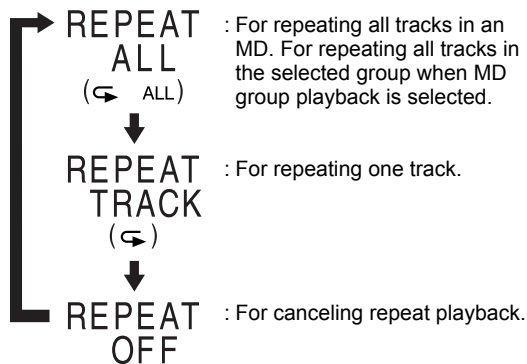 REPEAT ALL
( ALL)
: For repeating all tracks in an
MD. For repeating all tracks in
the selected group when MD
group playback is selected.
REPEAT TRACK
: For repeating one track.
REPEAT OFF
: For canceling repeat playback.